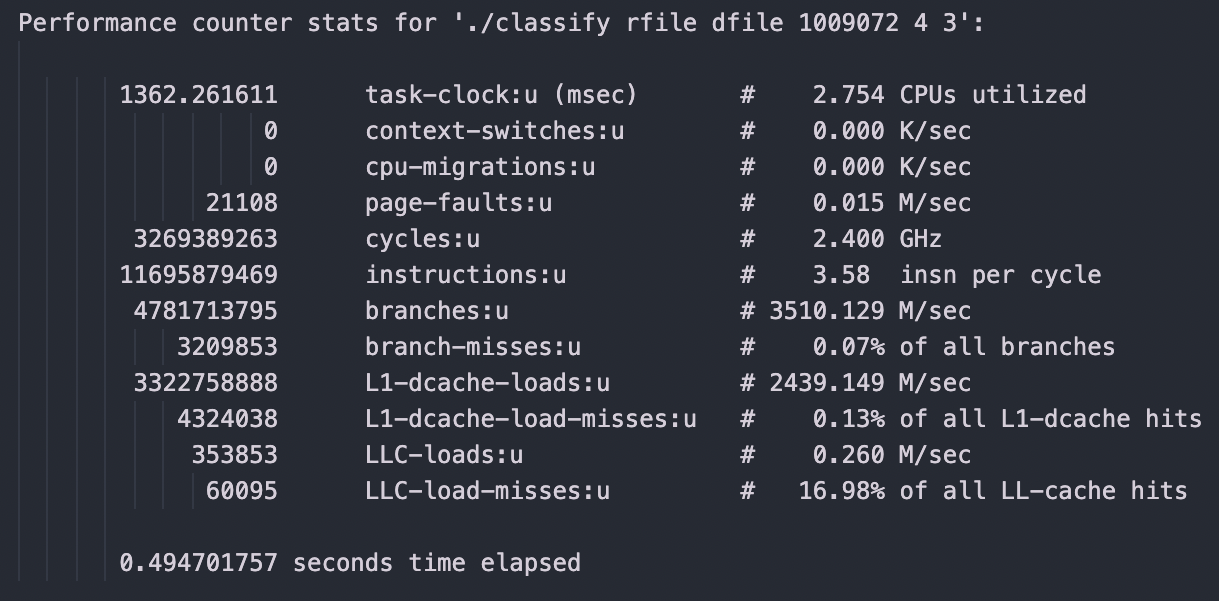 Performance counter stats for './classify rfile dfile 1009072 4 3':
1362.261611 task-clock:u (msec) # 2.754 CPUs utilized
0 context-switches:u # 0.000 K/sec
0 cpu-migrations:u # 0.000 K/sec
21108 page-faults:u # 0.015 M/sec
3269389263 cycles:u # 2.400 GHz
11695879469 instructions:u # 3.58 insn per cycle
4781713795 branches:u # 3510.129 M/sec
3209853 branch-misses:u # 0.07% of all branches
3322758888 L1-dcache-loads:u # 2439.149 M/sec
4324038 L1-dcache-load-misses:u # 0.13% of all L1-dcache hits
353853 LLC-loads:u # 0.260 M/sec
60095 LLC-load-misses:u # 16.98% of all LL-cache hits
0.494701757 seconds time elapsed